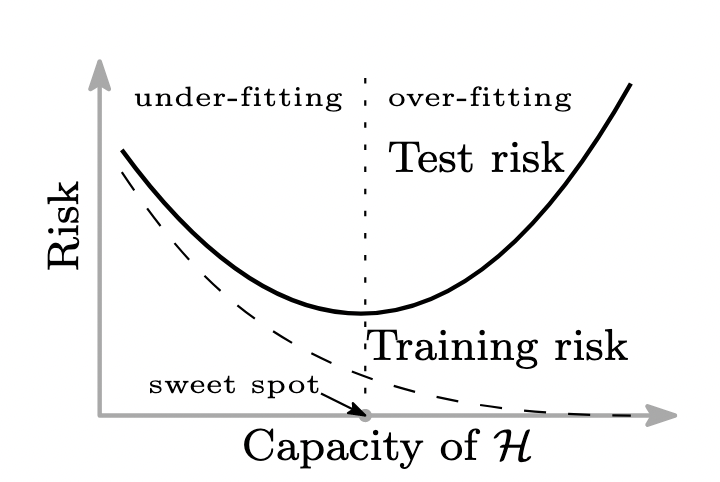 under-fitting
over-fitting
Test risk
Risk
Training risk
sweet spot
Capacity of ℋ